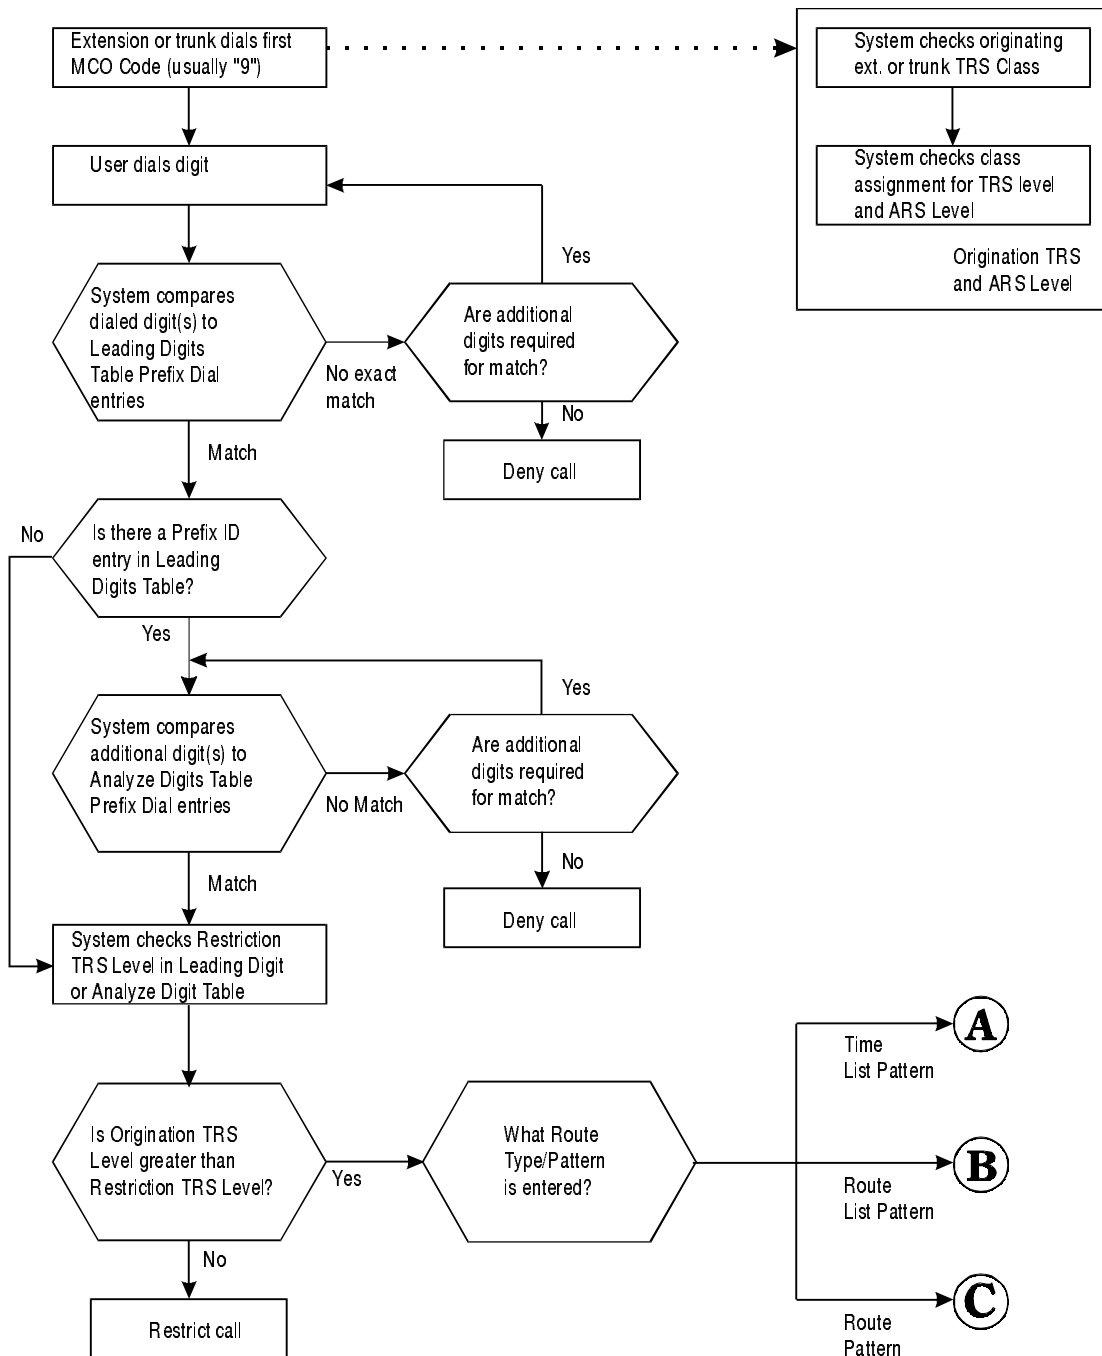 Extension or trunk dials first
MCO Code (usually "9")
System checks originating
ext. or trunk TRS Class
User dials digit
System checks class
assignment for TRS level
and ARS Level
Origination TRS
and ARS Level
Yes
System compares
dialed digit(s) to
Leading Digits
Table Prefix Dial
entries
No exact
match
Are additional
digits required
for match?
No
Match
Deny call
No
Is there a Prefix ID
entry in Leading
Digits Table?
Yes
Yes
System compares
additional digit(s) to
Analyze Digits Table
Prefix Dial entries
No Match
Are additional
digits required
for match?
No
Match
Deny call
System checks Restriction
TRS Level in Leading Digit
or Analyze Digit Table
Is Origination TRS
Level greater than
Restriction TRS Level?
Yes
No
Restrict call
What Route
Type/Pattern
is entered?
A
Time
List Pattern
B
Route
List Pattern
C
Route
Pattern